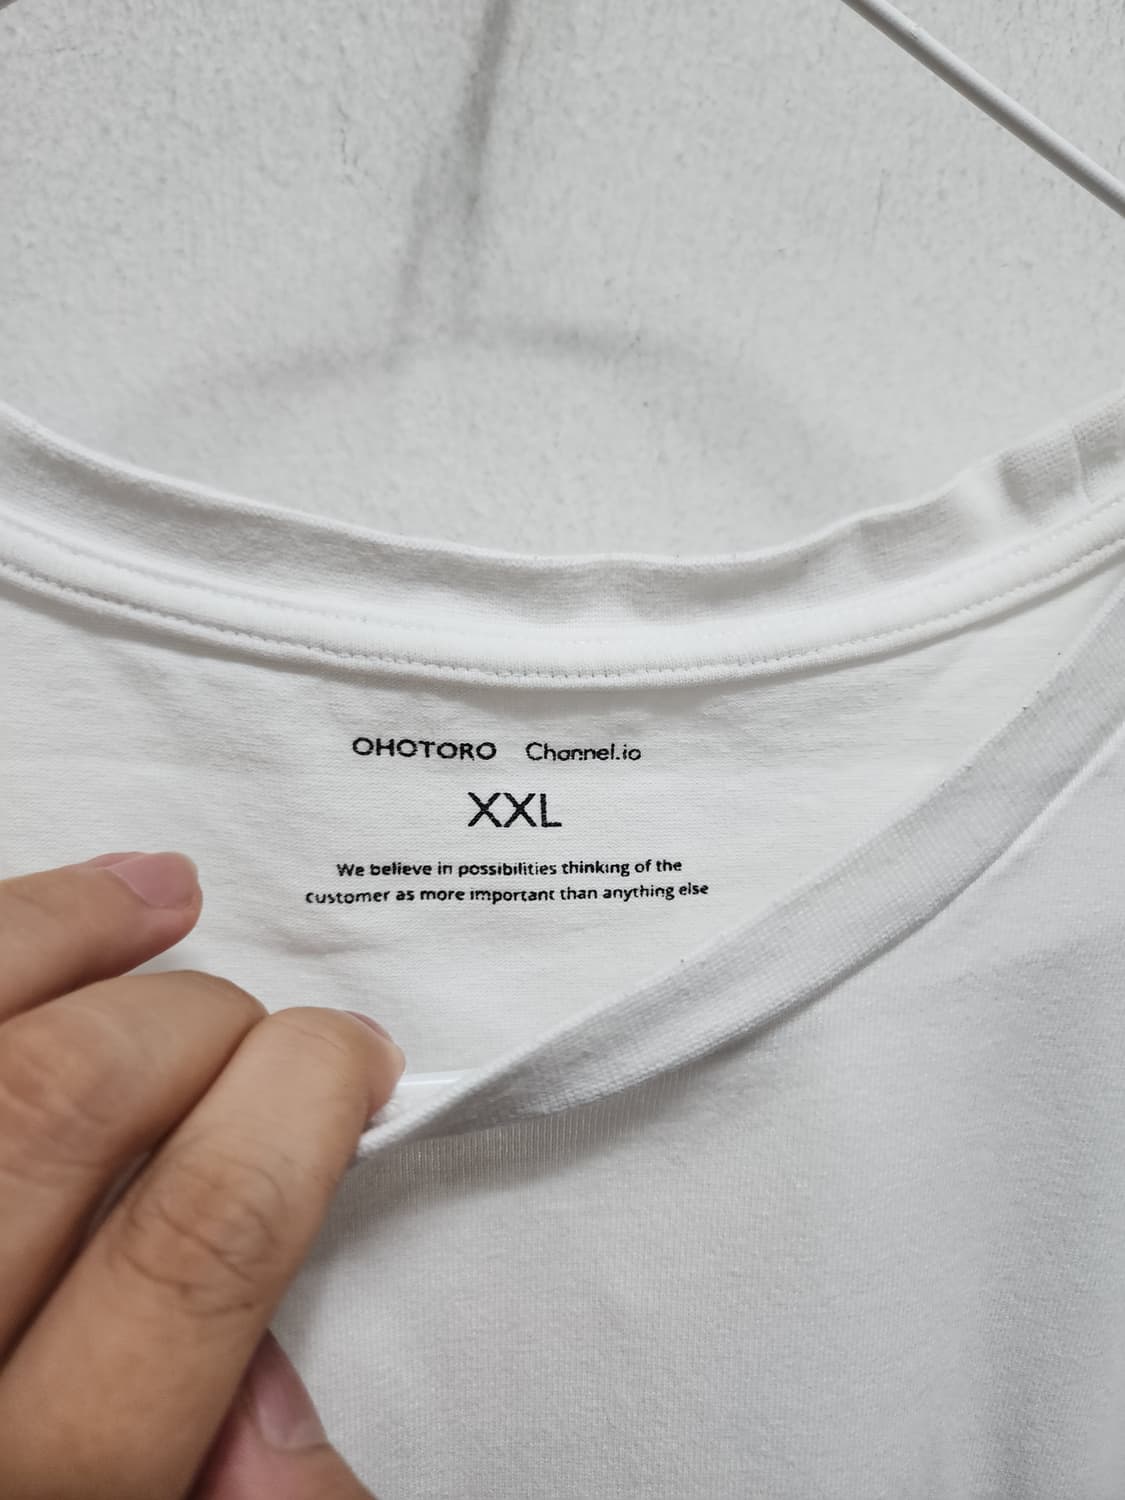 OHOTORO Channel.io
XXL
We believe in possibilities thinking of the
customer as more important than anything else